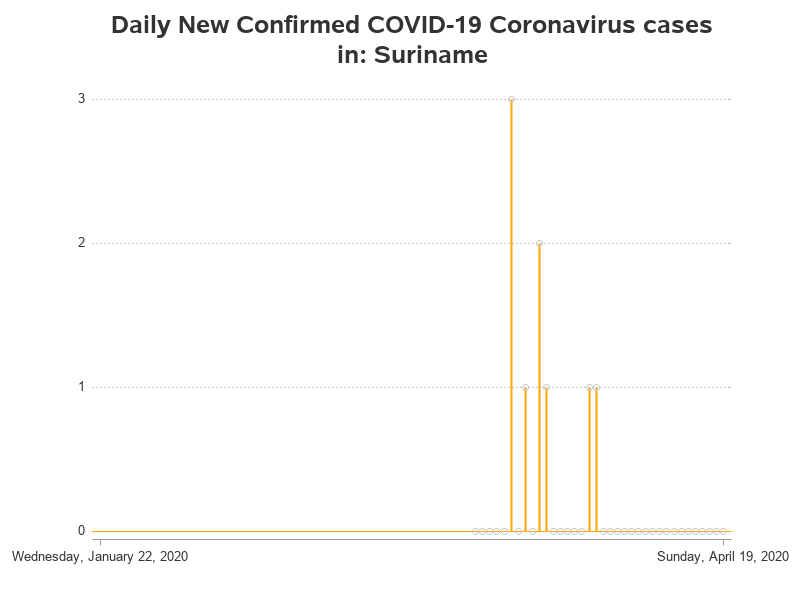 Daily New Confirmed COVID-19 Coronavirus cases
in: Suriname
3
2
1
0
Wednesday, January 22, 2020
Sunday, April 19, 2020